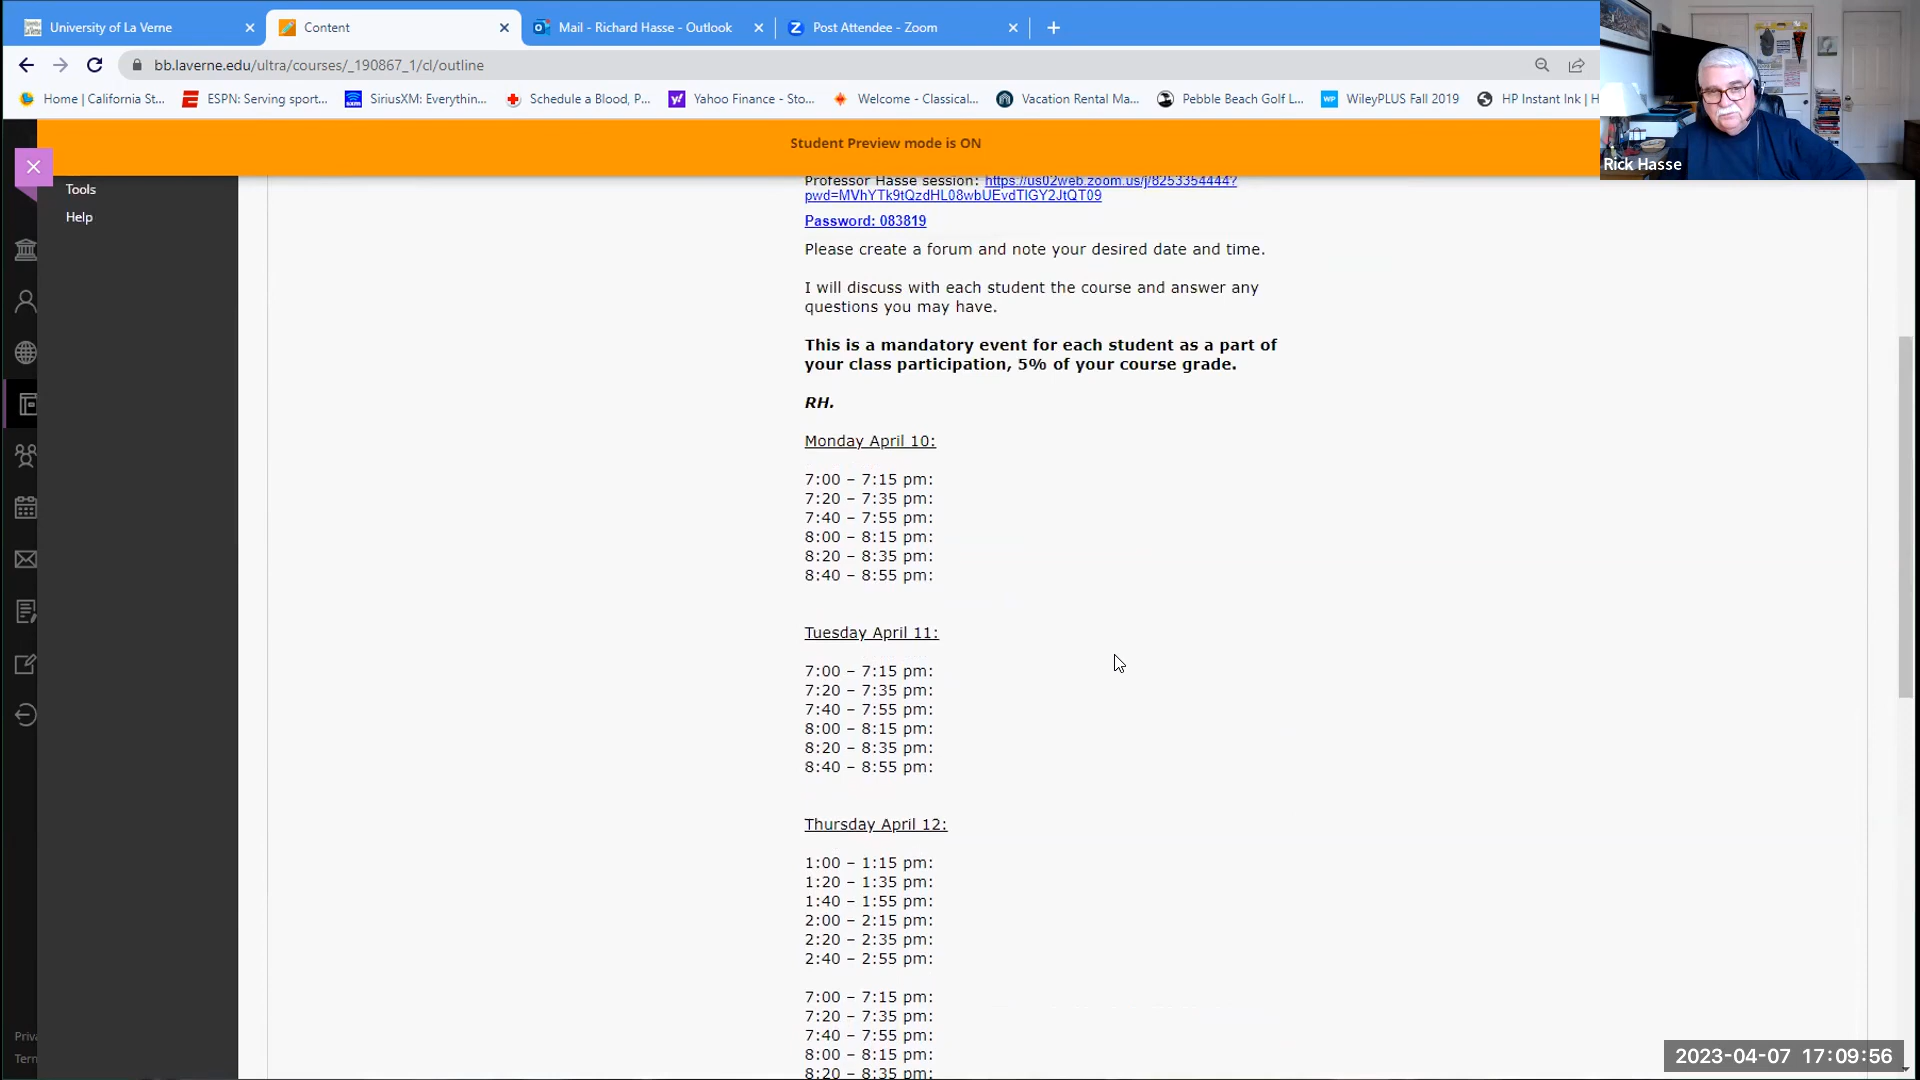 University of La Verne
Content
Mail - Richard Hasse - Outlook
Post Attendee - Zoom
bb.laverne.edu/ultra/courses/_190867_1/cl/outline
Home | California St...
ESPN: Serving sport...
SiriusXM: Everythin...
Schedule a Blood, P...
Yahoo Finance - Sto...
Welcome - Classical...
Vacation Rental Ma...
Pebble Beach Golf L...
WileyPLUS Fall 2019
HP Instant Ink | H
Rick Hasse
Student Preview mode is ON
Tools
Help
Professor Hasse session: https://us02web.zoom.us/j/8253354444?
pwd=MVhYTk9tQzdHL08wbUEvdTlGY2JtQT09
Password: 083819
Please create a forum and note your desired date and time.
I will discuss with each student the course and answer any
questions you may have.
This is a mandatory event for each student as a part of
your class participation, 5% of your course grade.
RH.
Monday April 10:
7:00 – 7:15 pm:
7:20 – 7:35 pm:
7:40 – 7:55 pm:
8:00 – 8:15 pm:
8:20 – 8:35 pm:
8:40 – 8:55 pm:
Tuesday April 11:
7:00 – 7:15 pm:
7:20 – 7:35 pm:
7:40 – 7:55 pm:
8:00 – 8:15 pm:
8:20 – 8:35 pm:
8:40 – 8:55 pm:
Thursday April 12:
1:00 – 1:15 pm:
1:20 – 1:35 pm:
1:40 – 1:55 pm:
2:00 – 2:15 pm:
2:20 – 2:35 pm:
2:40 – 2:55 pm:
7:00 – 7:15 pm:
7:20 – 7:35 pm:
7:40 – 7:55 pm:
8:00 – 8:15 pm:
8:20 – 8:35 pm:
Priva
Term
2023-04-07 17:09:56